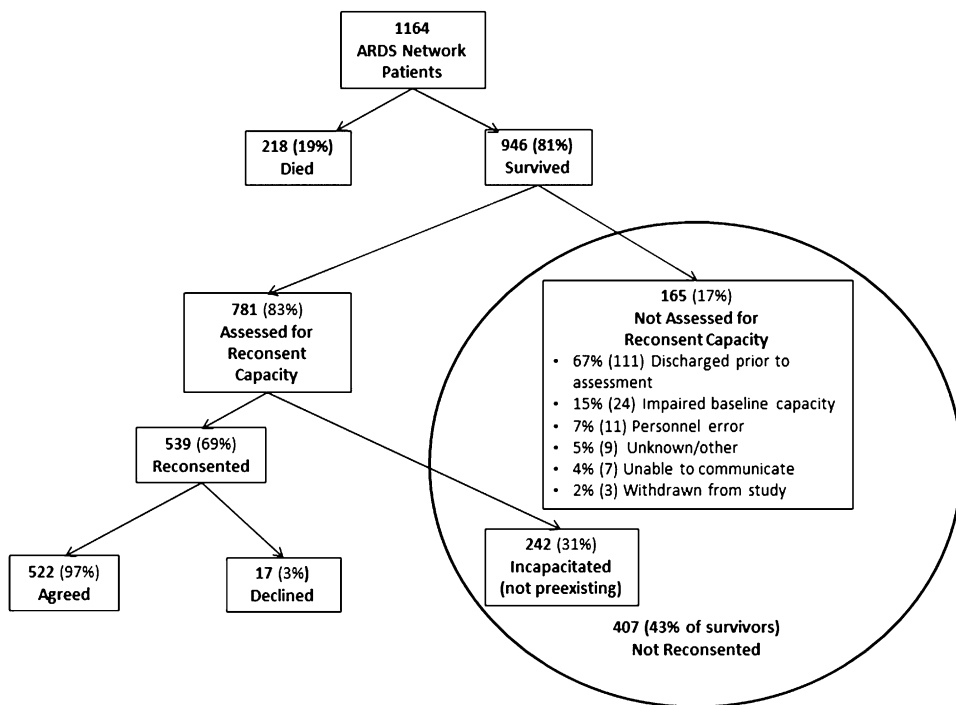 1164
ARDS Network
Patients
218 (19%)
Died
946 (81%)
Survived
781 (83%)
Assessed for
Reconsent
Capacity
165 (17%)
Not Assessed for
Reconsent Capacity
• 67% (111) Discharged prior to
assessment
• 15% (24) Impaired baseline capacity
• 7% (11) Personnel error
• 5% (9) Unknown/other
• 4% (7) Unable to communicate
• 2% (3) Withdrawn from study
539 (69%)
Reconsented
522 (97%)
Agreed
17 (3%)
Declined
242 (31%)
Incapacitated
(not preexisting)
407 (43% of survivors)
Not Reconsented